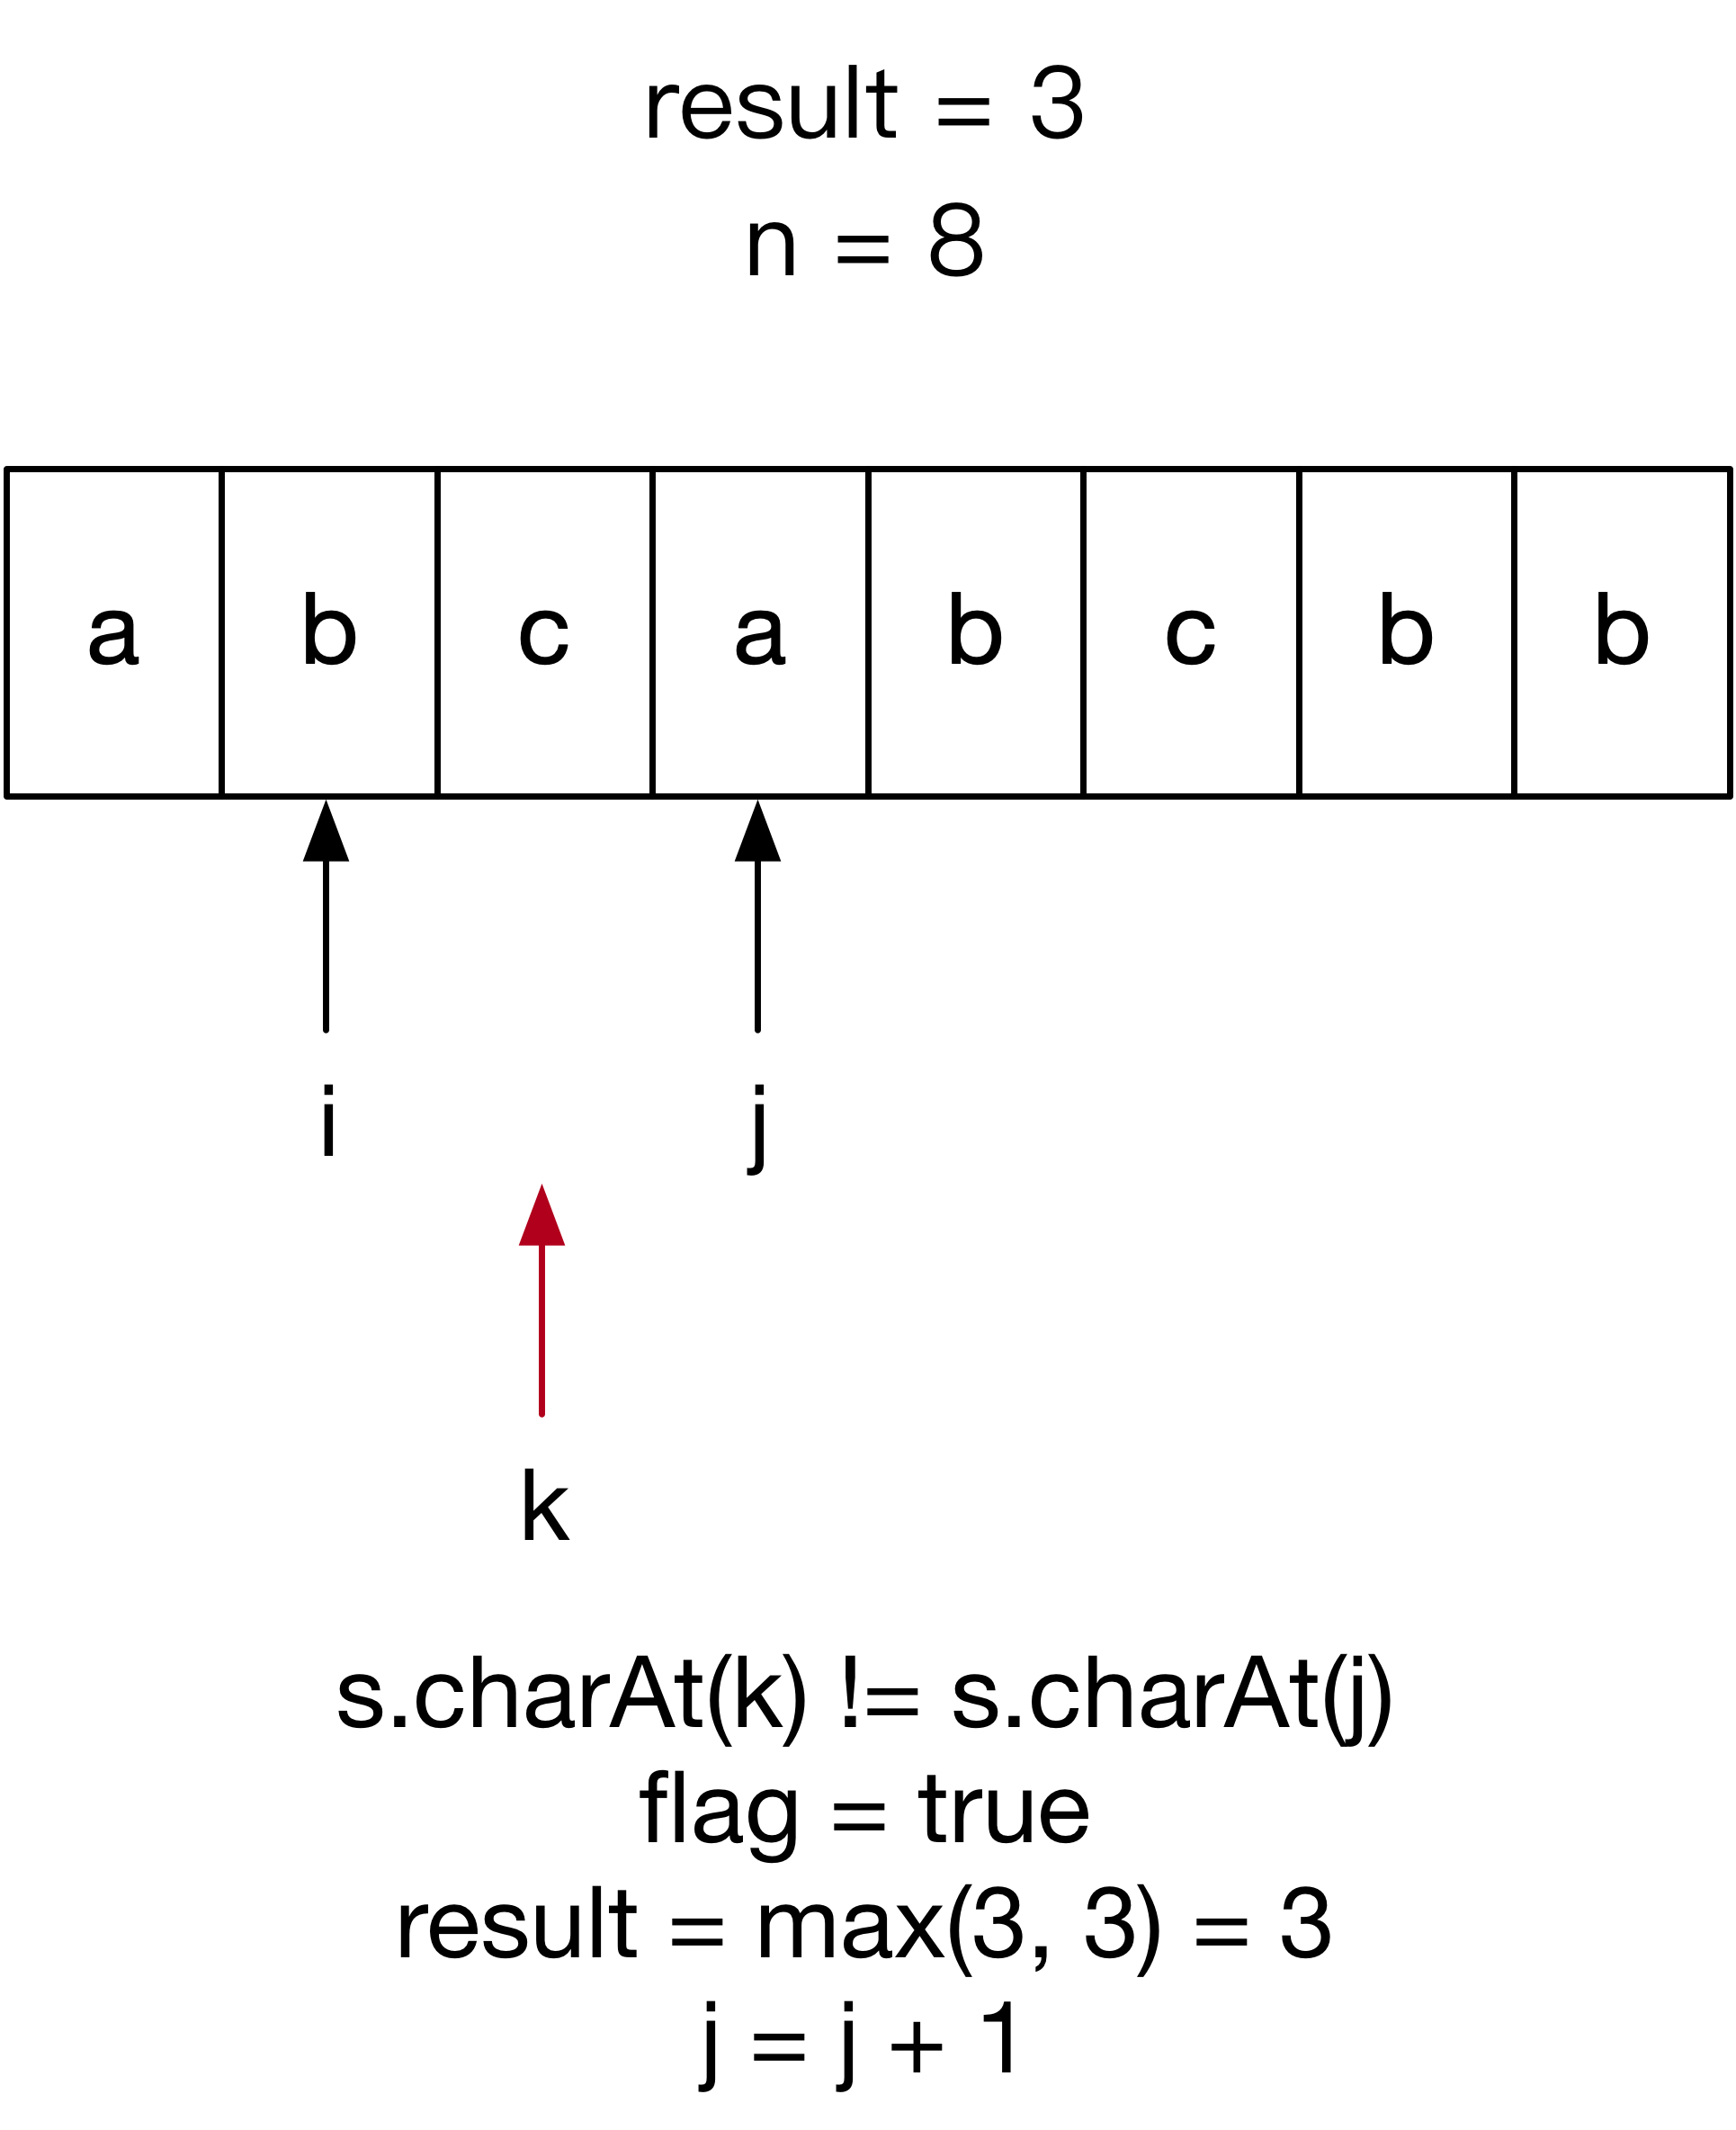 result = 3
n = 8
a b c a b c b b
i j
k
s.charAt(k) != s.charAt(j)
flag = true
result = max(3, 3) = 3
j = j + 1